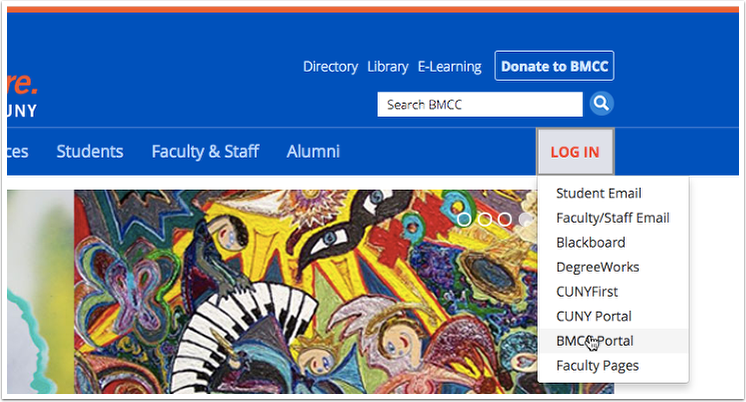 Directory Library E-Learning Donate to BMCC
re.
UNY
Search BMCC
ces Students Faculty & Staff Alumni LOG IN
Student Email
Faculty/Staff Email
Blackboard
DegreeWorks
CUNYFirst
CUNY Portal
BMCC Portal
Faculty Pages